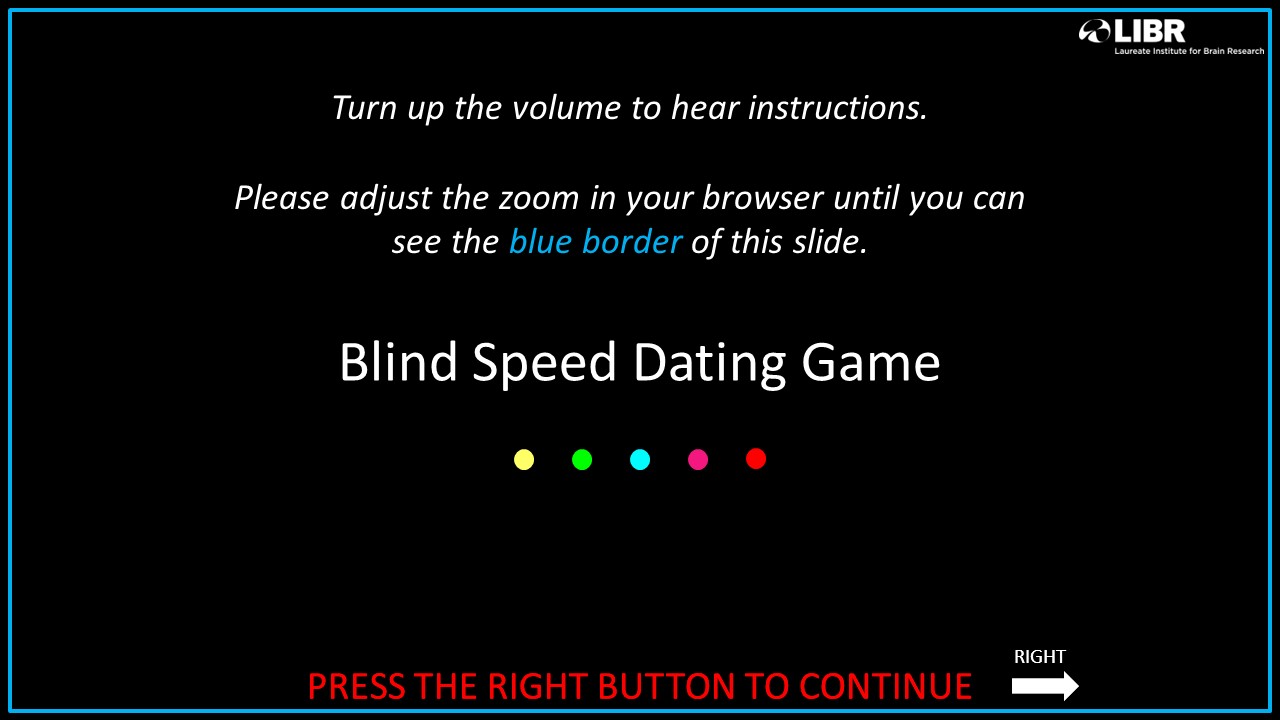 LIBR
Laureate Institute for Brain Research
Turn up the volume to hear instructions.
Please adjust the zoom in your browser until you can
see the blue border of this slide.
Blind Speed Dating Game
RIGHT
PRESS THE RIGHT BUTTON TO CONTINUE